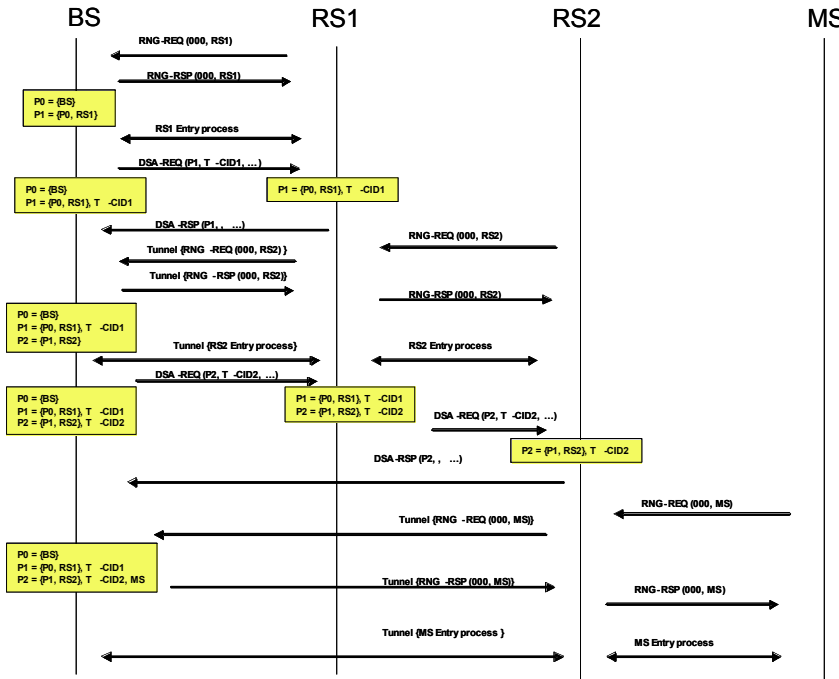 BS RS1 RS2 MS
RNG-REQ (000, RS1)
RNG-RSP (000, RS1)
P0 = {BS}
P1 = {P0, RS1}
RS1 Entry process
DSA -REQ (P1, T -CID1, ...)
P0 = {BS}
P1 = {P0, RS1}, T -CID1
P1 = {P0, RS1}, T -CID1
DSA -RSP (P1, , ...)
RNG-REQ (000, RS2)
Tunnel {RNG -REQ (000, RS2) }
Tunnel {RNG -RSP (000, RS2)}
RNG-RSP (000, RS2)
P0 = {BS}
P1 = {P0, RS1}, T -CID1
P2 = {P1, RS2}
Tunnel {RS2 Entry process}
RS2 Entry process
DSA -REQ (P2, T -CID2, ...)
P0 = {BS}
P1 = {P0, RS1}, T -CID1
P2 = {P1, RS2}, T -CID2
P1 = {P0, RS1}, T -CID1
P2 = {P1, RS2}, T -CID2
DSA -REQ (P2, T -CID2, ...)
P2 = {P1, RS2}, T -CID2
DSA -RSP (P2, , ...)
RNG-REQ (000, MS)
Tunnel {RNG -REQ (000, MS)}
P0 = {BS}
P1 = {P0, RS1}, T -CID1
P2 = {P1, RS2}, T -CID2, MS
Tunnel {RNG -RSP (000, MS)}
RNG-RSP (000, MS)
Tunnel {MS Entry process }
MS Entry process